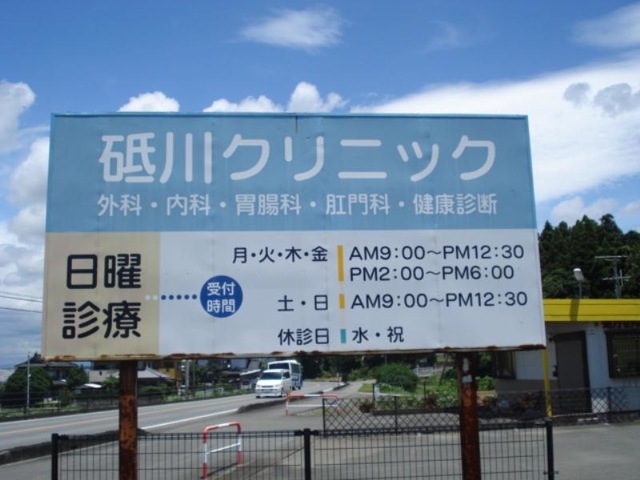 砥川クリニック
外科・内科・胃腸科・肛門科・健康診断
日曜
診療
受付
時間
月・火・木・金 AM9:00〜PM12:30
PM2:00〜PM6:00
土・日 AM9:00〜PM12:30
休診日 水・祝